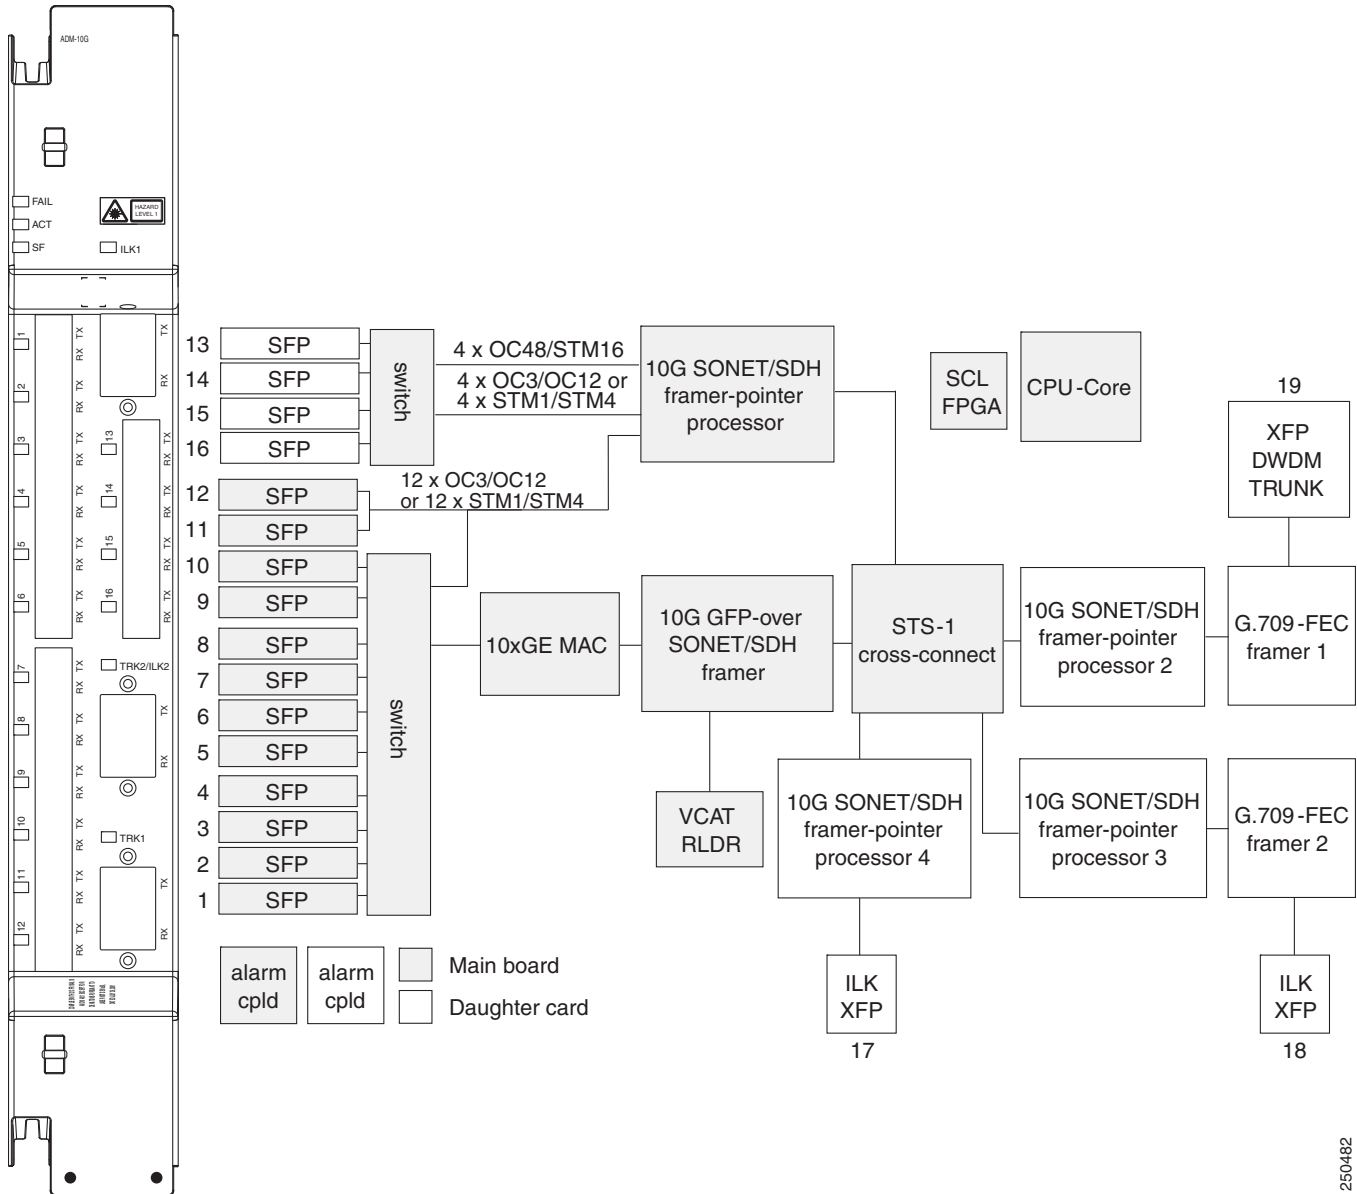 ADM-10G
FAIL
ACT
SF
HAZARD
LEVEL 1
ILK1
1
RX TX
2
RX TX
3
RX TX
4
RX TX
5
RX TX
6
RX TX
7
RX TX
8
RX TX
9
RX TX
10
RX TX
11
RX TX
12
RX TX
TX
RX
13
RX TX
14
RX TX
15
RX TX
16
RX TX
TRK2/ILK2
TX
RX
TRK1
TX
RX
13 SFP
14 SFP
15 SFP
16 SFP
switch
12 SFP
11 SFP
10 SFP
9 SFP
8 SFP
7 SFP
6 SFP
5 SFP
4 SFP
3 SFP
2 SFP
1 SFP
switch
4 x OC48/STM16
4 x OC3/OC12 or
4 x STM1/STM4
12 x OC3/OC12
or 12 x STM1/STM4
10G SONET/SDH
framer-pointer
processor
SCL
FPGA
CPU-Core
19
XFP
DWDM
TRUNK
10xGE MAC
10G GFP-over
SONET/SDH
framer
STS-1
cross-connect
10G SONET/SDH
framer-pointer
processor 2
G.709-FEC
framer 1
VCAT
RLDR
10G SONET/SDH
framer-pointer
processor 4
10G SONET/SDH
framer-pointer
processor 3
G.709-FEC
framer 2
ILK
XFP
17
ILK
XFP
18
alarm
cpld
alarm
cpld
Main board
Daughter card
250482